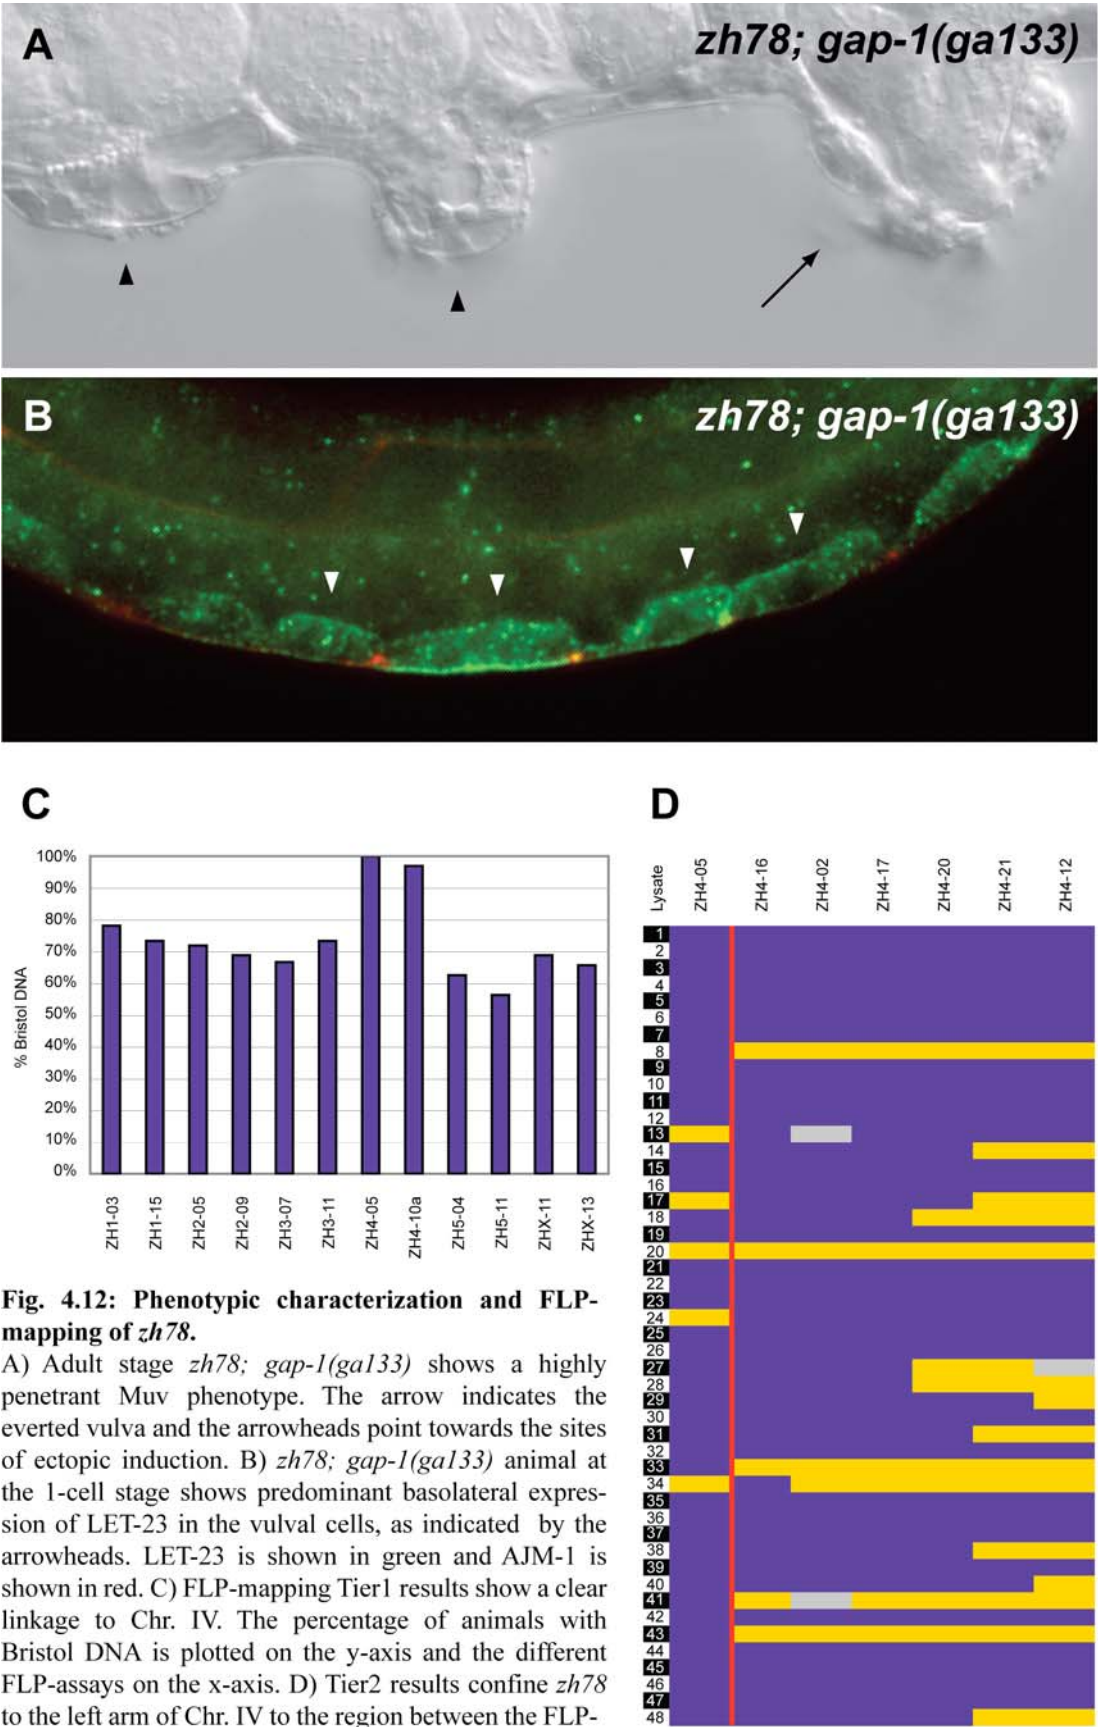 A
zh78; gap-1(ga133)
B
zh78; gap-1(ga133)
C
% Bristol DNA
100%
90%
80%
70%
60%
50%
40%
30%
20%
10%
0%
ZH1-03
ZH1-15
ZH2-05
ZH2-09
ZH3-07
ZH3-11
ZH4-05
ZH4-10a
ZH5-04
ZH5-11
ZHX-11
ZHX-13
Fig. 4.12: Phenotypic characterization and FLP-
mapping of zh78.
A) Adult stage zh78; gap-1(ga133) shows a highly
penetrant Muv phenotype. The arrow indicates the
everted vulva and the arrowheads point towards the sites
of ectopic induction. B) zh78; gap-1(ga133) animal at
the 1-cell stage shows predominant basolateral expres-
sion of LET-23 in the vulval cells, as indicated by the
arrowheads. LET-23 is shown in green and AJM-1 is
shown in red. C) FLP-mapping Tier1 results show a clear
linkage to Chr. IV. The percentage of animals with
Bristol DNA is plotted on the y-axis and the different
FLP-assays on the x-axis. D) Tier2 results confine zh78
to the left arm of Chr. IV to the region between the FLP-
D
Lysate
ZH4-05
ZH4-16
ZH4-02
ZH4-17
ZH4-20
ZH4-21
ZH4-12
1
2
3
4
5
6
7
8
9
10
11
12
13
14
15
16
17
18
19
20
21
22
23
24
25
26
27
28
29
30
31
32
33
34
35
36
37
38
39
40
41
42
43
44
45
46
47
48